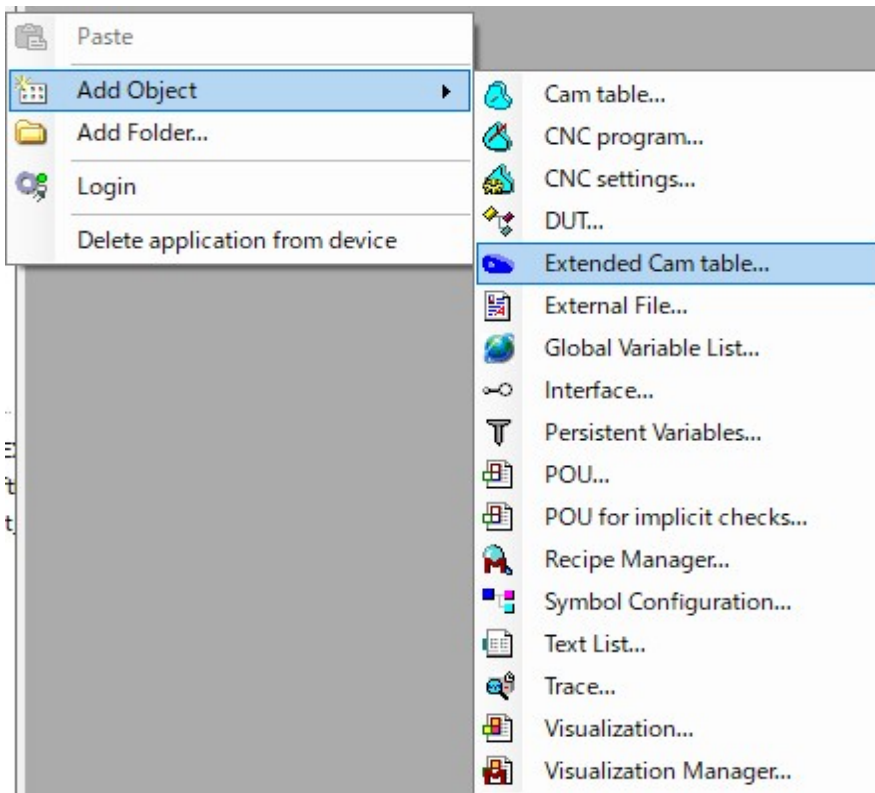 Paste
Add Object
Add Folder...
Login
Delete application from device
Cam table...
CNC program...
CNC settings...
DUT...
Extended Cam table...
External File...
Global Variable List...
Interface...
Persistent Variables...
POU...
POU for implicit checks...
Recipe Manager...
Symbol Configuration...
Text List...
Trace...
Visualization...
Visualization Manager...